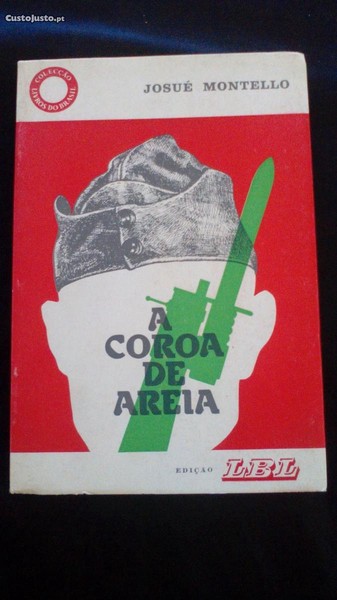 CustoJusto.pt
COLECÇÃO
LIVROS DO BRASIL
JOSUÉ MONTELLO
A
COROA
DE
AREIA
EDIÇÃO LBL